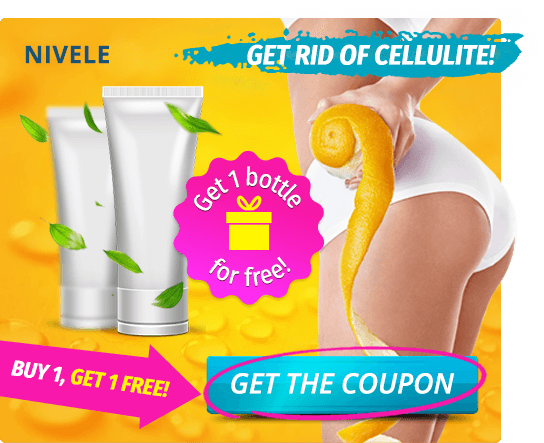 NIVELE
GET RID OF CELLULITE!
Get 1 bottle
for free!
BUY 1, GET 1 FREE!
GET THE COUPON